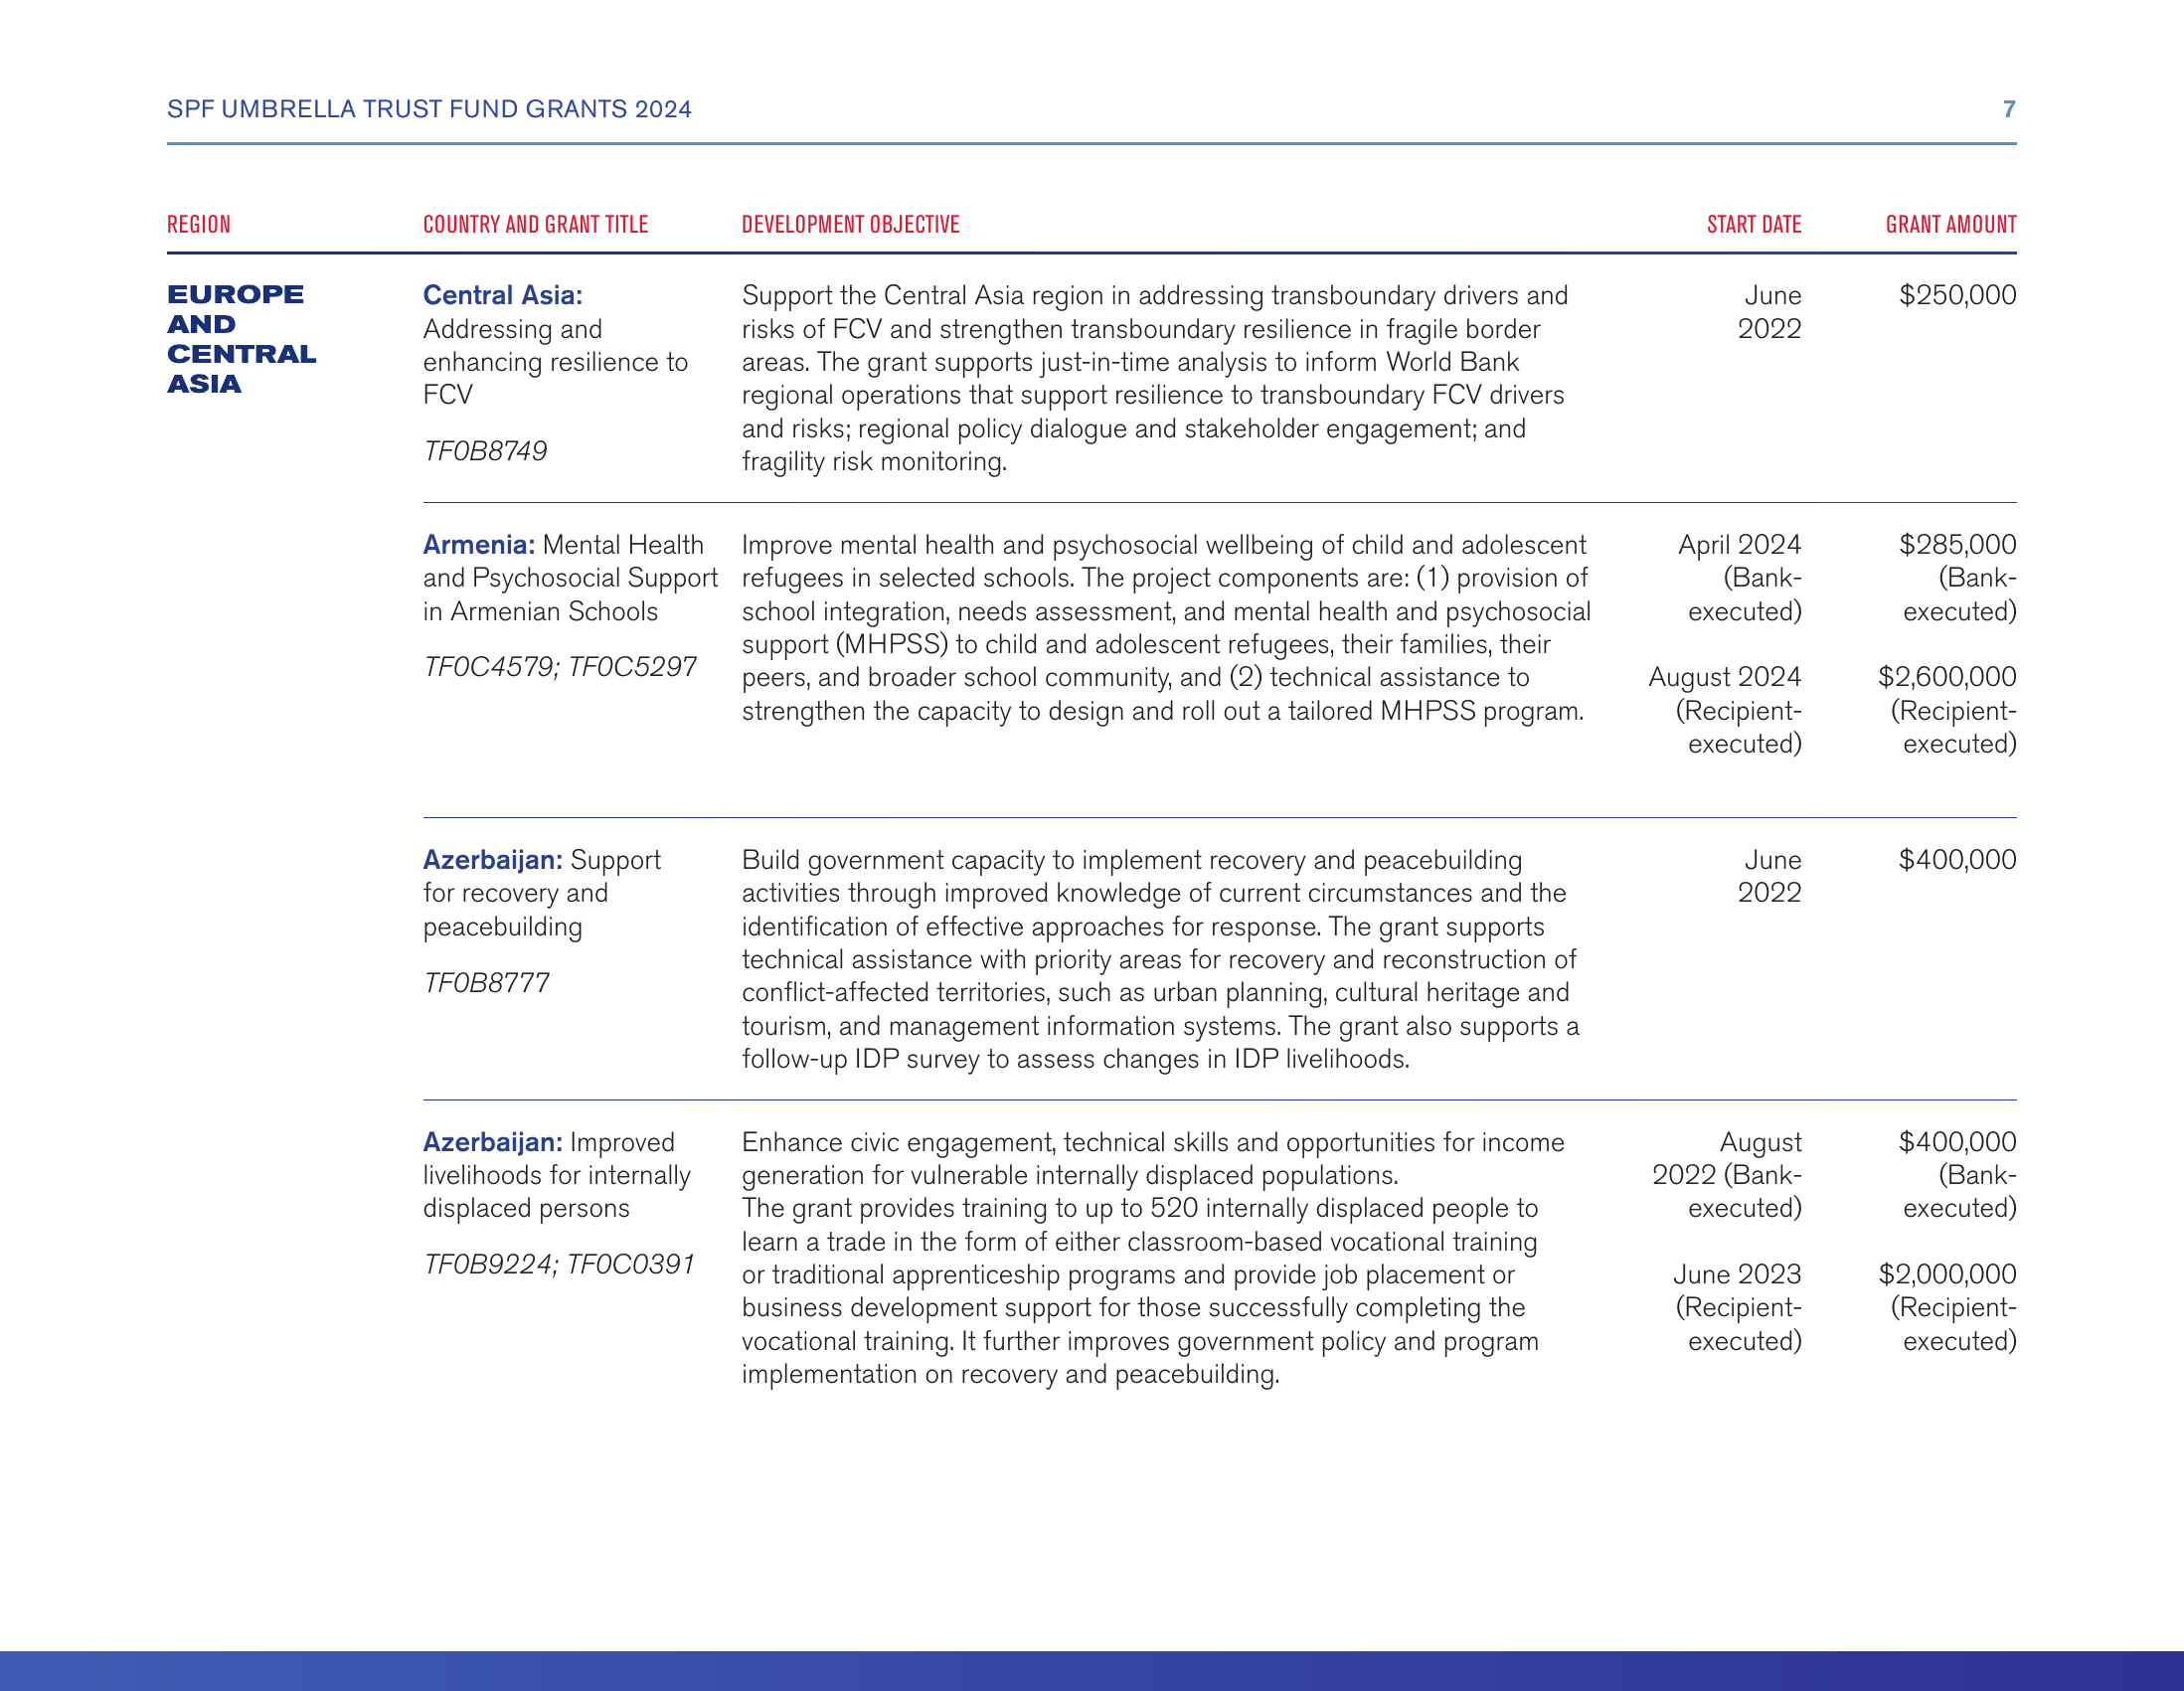 SPF UMBRELLA TRUST FUND GRANTS 2024
7
REGION
COUNTRY AND GRANT TITLE
DEVELOPMENT OBJECTIVE
START DATE
GRANT AMOUNT
EUROPE
AND
CENTRAL
ASIA
Central Asia:
Addressing and
enhancing resilience to
FCV
TF0B8749
Support the Central Asia region in addressing transboundary drivers and
risks of FCV and strengthen transboundary resilience in fragile border
areas. The grant supports just-in-time analysis to inform World Bank
regional operations that support resilience to transboundary FCV drivers
and risks; regional policy dialogue and stakeholder engagement; and
fragility risk monitoring.
June
2022
$250,000
Armenia: Mental Health
and Psychosocial Support
in Armenian Schools
TF0C4579; TF0C5297
Improve mental health and psychosocial wellbeing of child and adolescent
refugees in selected schools. The project components are: (1) provision of
school integration, needs assessment, and mental health and psychosocial
support (MHPSS) to child and adolescent refugees, their families, their
peers, and broader school community, and (2) technical assistance to
strengthen the capacity to design and roll out a tailored MHPSS program.
April 2024
(Bank-
executed)
August 2024
(Recipient-
executed)
$285,000
(Bank-
executed)
$2,600,000
(Recipient-
executed)
Azerbaijan: Support
for recovery and
peacebuilding
TF0B8777
Build government capacity to implement recovery and peacebuilding
activities through improved knowledge of current circumstances and the
identification of effective approaches for response. The grant supports
technical assistance with priority areas for recovery and reconstruction of
conflict-affected territories, such as urban planning, cultural heritage and
tourism, and management information systems. The grant also supports a
follow-up IDP survey to assess changes in IDP livelihoods.
June
2022
$400,000
Azerbaijan: Improved
livelihoods for internally
displaced persons
TF0B9224; TF0C0391
Enhance civic engagement, technical skills and opportunities for income
generation for vulnerable internally displaced populations.
The grant provides training to up to 520 internally displaced people to
learn a trade in the form of either classroom-based vocational training
or traditional apprenticeship programs and provide job placement or
business development support for those successfully completing the
vocational training. It further improves government policy and program
implementation on recovery and peacebuilding.
August
2022 (Bank-
executed)
June 2023
(Recipient-
executed)
$400,000
(Bank-
executed)
$2,000,000
(Recipient-
executed)